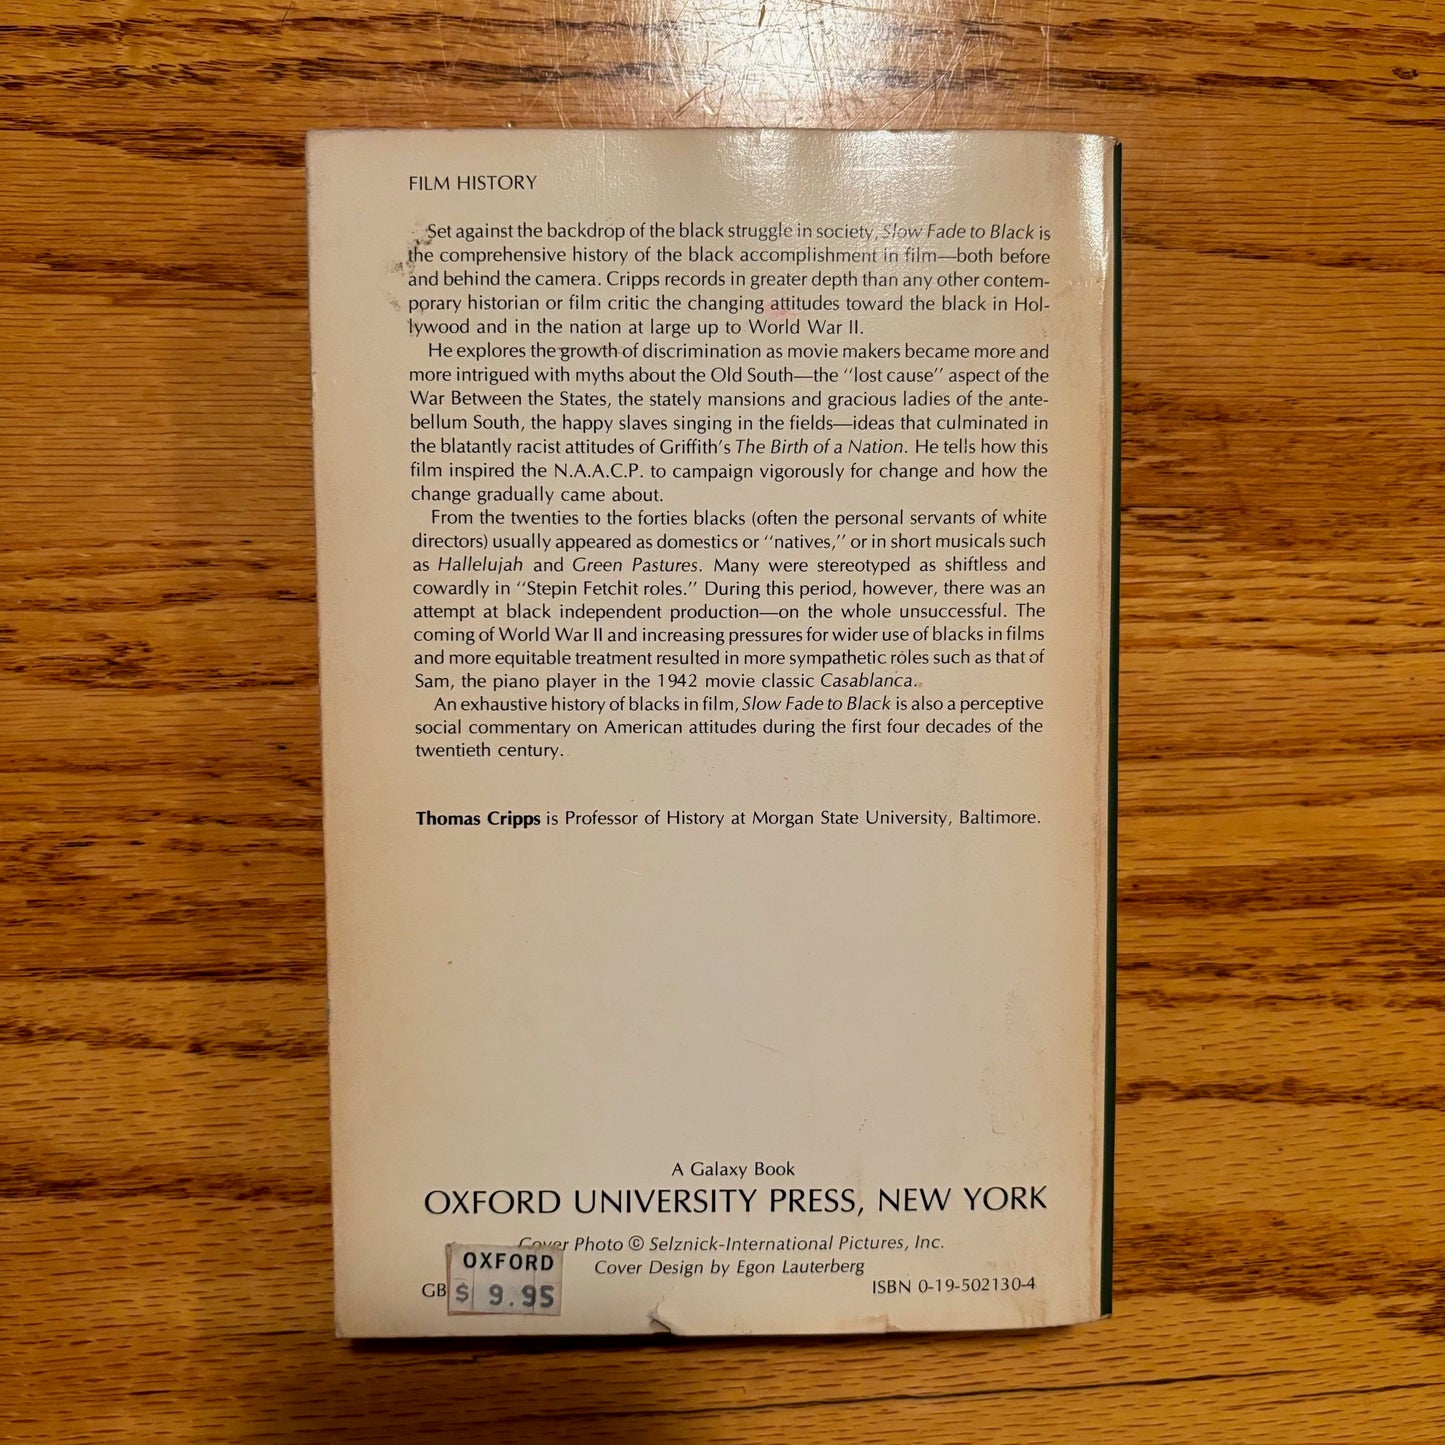 FILM HISTORY
Set against the backdrop of the black struggle in society, Slow Fade to Black is
the comprehensive history of the black accomplishment in film—both before
and behind the camera. Cripps records in greater depth than any other contem-
porary historian or film critic the changing attitudes toward the black in Hol-
lywood and in the nation at large up to World War II.
He explores the growth of discrimination as movie makers became more and
more intrigued with myths about the Old South—the "lost cause" aspect of the
War Between the States, the stately mansions and gracious ladies of the ante-
bellum South, the happy slaves singing in the fields—ideas that culminated in
the blatantly racist attitudes of Griffith's The Birth of a Nation. He tells how this
film inspired the N.A.A.C.P. to campaign vigorously for change and how the
change gradually came about.
From the twenties to the forties blacks (often the personal servants of white
directors) usually appeared as domestics or "natives," or in short musicals such
as Hallelujah and Green Pastures. Many were stereotyped as shiftless and
cowardly in "Stepin Fetchit roles." During this period, however, there was an
attempt at black independent production—on the whole unsuccessful. The
coming of World War II and increasing pressures for wider use of blacks in films
and more equitable treatment resulted in more sympathetic roles such as that of
Sam, the piano player in the 1942 movie classic Casablanca.
An exhaustive history of blacks in film, Slow Fade to Black is also a perceptive
social commentary on American attitudes during the first four decades of the
twentieth century.
Thomas Cripps is Professor of History at Morgan State University, Baltimore.
A Galaxy Book
OXFORD UNIVERSITY PRESS, NEW YORK
Cover Photo © Selznick-International Pictures, Inc.
Cover Design by Egon Lauterberg
OXFORD
$ 9.95
GB
ISBN 0-19-502130-4